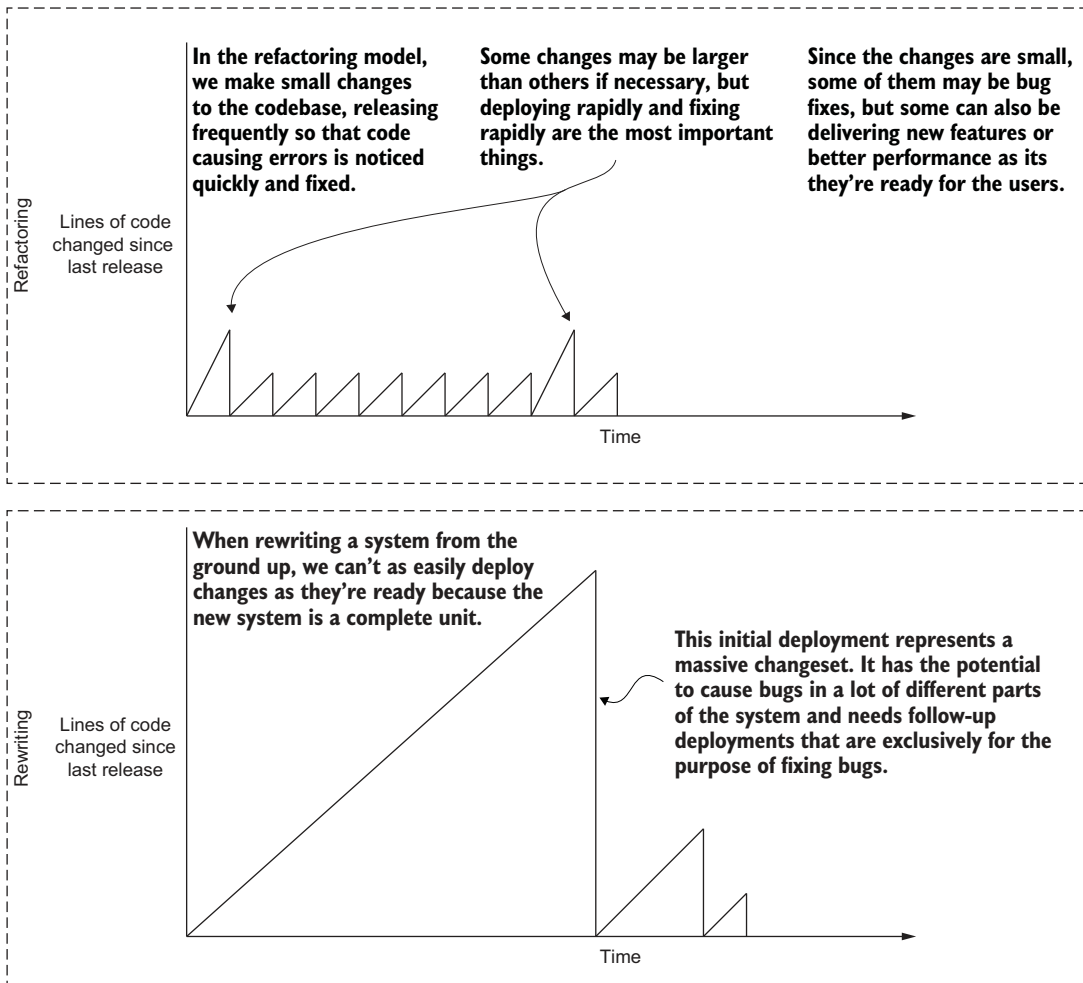 In the refactoring model,
we make small changes
to the codebase, releasing
frequently so that code
causing errors is noticed
quickly and fixed.
Some changes may be larger
than others if necessary, but
deploying rapidly and fixing
rapidly are the most important
things.
Since the changes are small,
some of them may be bug
fixes, but some can also be
delivering new features or
better performance as its
they're ready for the users.
Refactoring
Lines of code
changed since
last release
Time
When rewriting a system from the
ground up, we can't as easily deploy
changes as they're ready because the
new system is a complete unit.
This initial deployment represents a
massive changeset. It has the potential
to cause bugs in a lot of different parts
of the system and needs follow-up
deployments that are exclusively for the
purpose of fixing bugs.
Rewriting
Lines of code
changed since
last release
Time